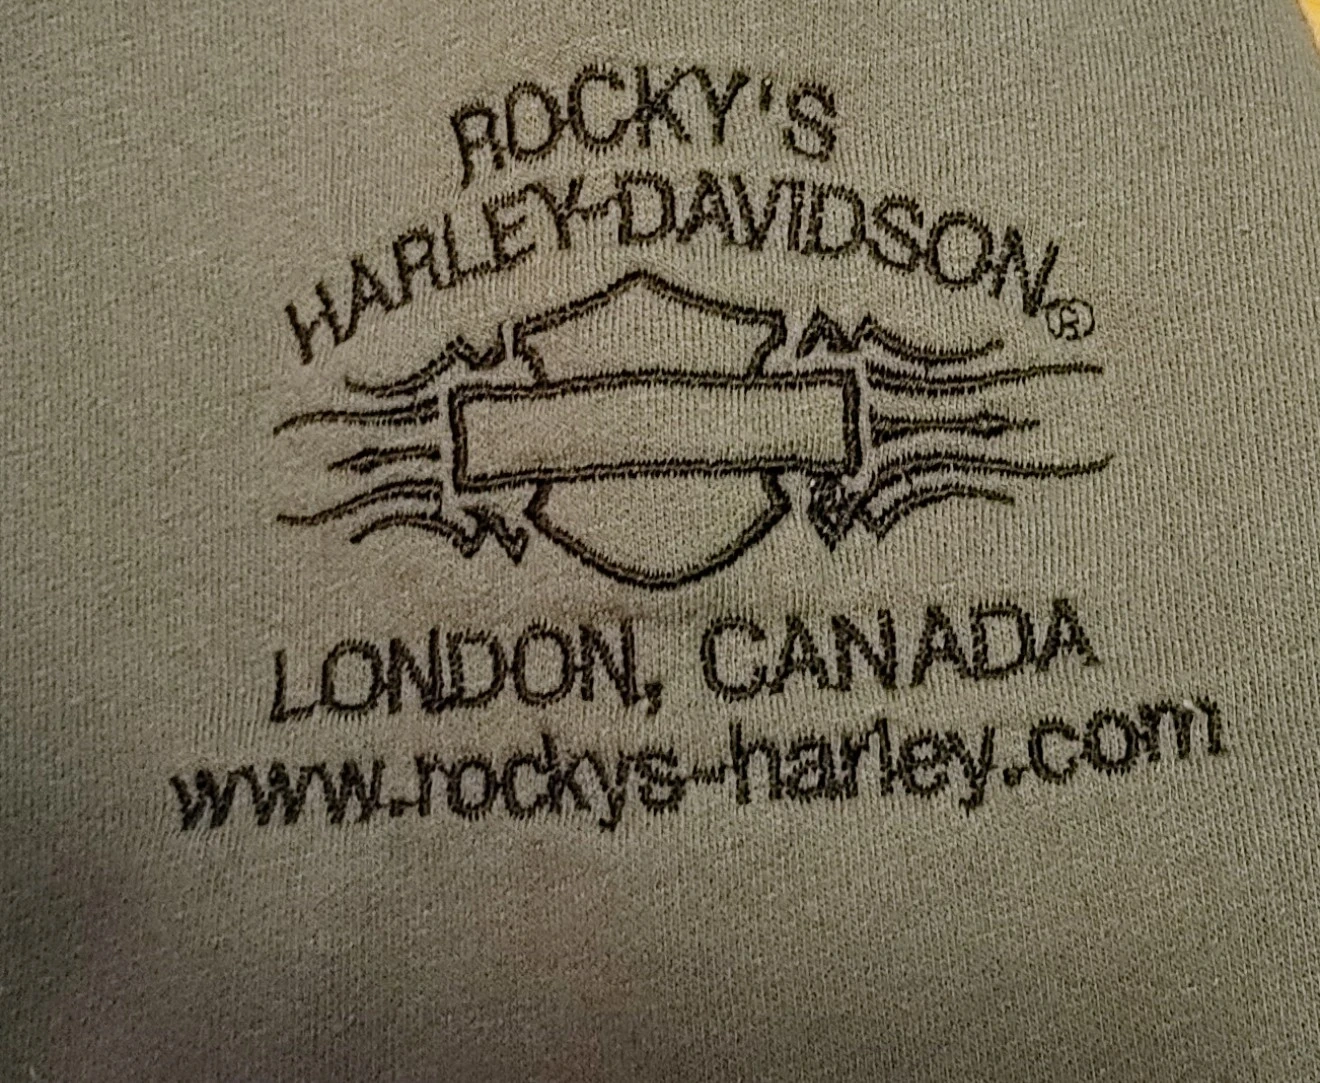 ROCKY'S
HARLEY-DAVIDSON®
LONDON, CANADA
www.rockys-harley.com